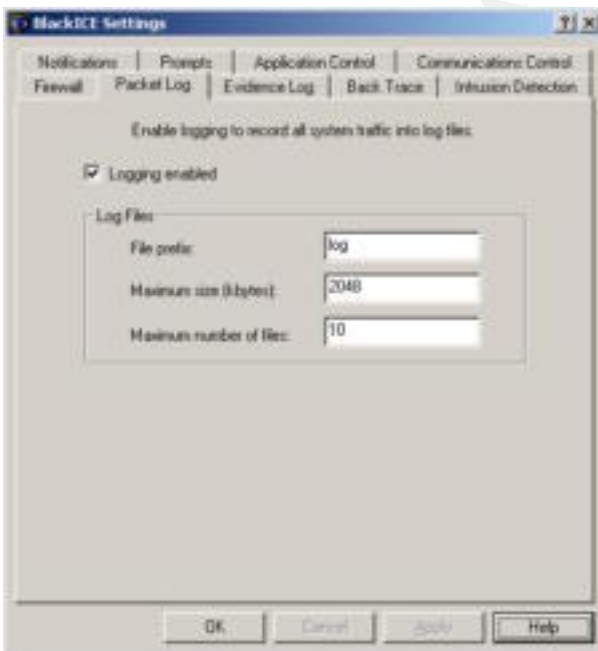 BlackICE Settings
Notifications Prompts Application Control Communications Control
Firewall Packet Log Evidence Log Back Trace Intrusion Detection
Enable logging to record all system traffic into log files
Logging enabled
Log Files
File prefix:
log
Maximum size (kbytes):
2048
Maximum number of files:
10
OK Cancel Apply Help